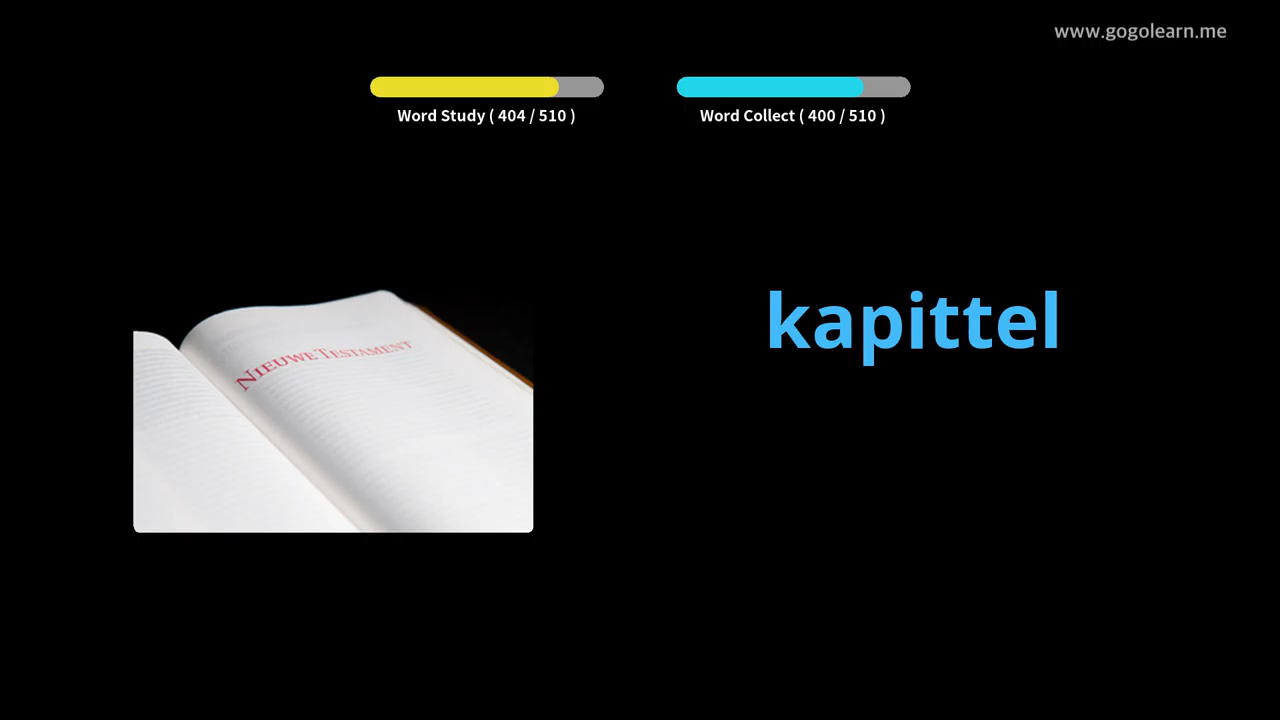 www.gogolearn.me
Word Study ( 404 / 510 )
Word Collect ( 400 / 510 )
kapittel
NIEUWE TESTAMENT